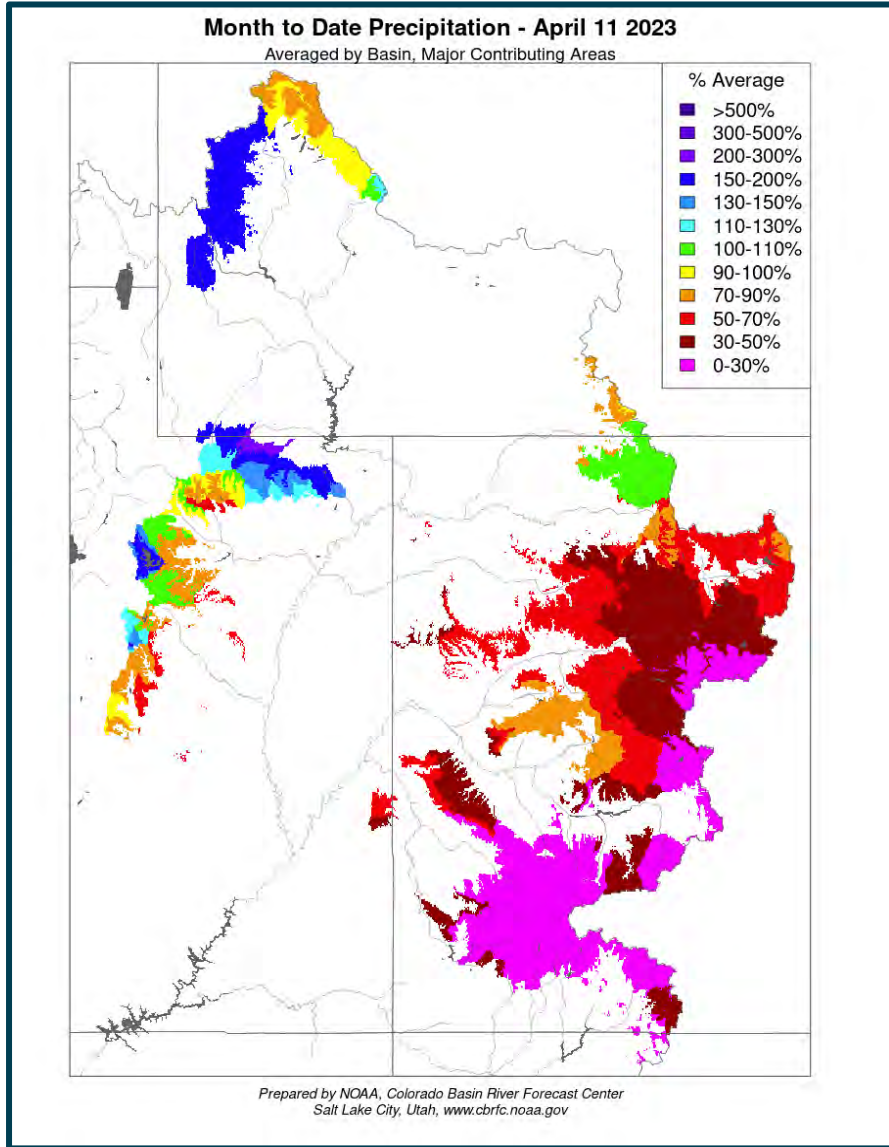 Month to Date Precipitation - April 11 2023
Averaged by Basin, Major Contributing Areas
% Average
>500%
300-500%
200-300%
150-200%
130-150%
110-130%
100-110%
90-100%
70-90%
50-70%
30-50%
0-30%
Prepared by NOAA, Colorado Basin River Forecast Center
Salt Lake City, Utah, www.cbrfc.noaa.gov